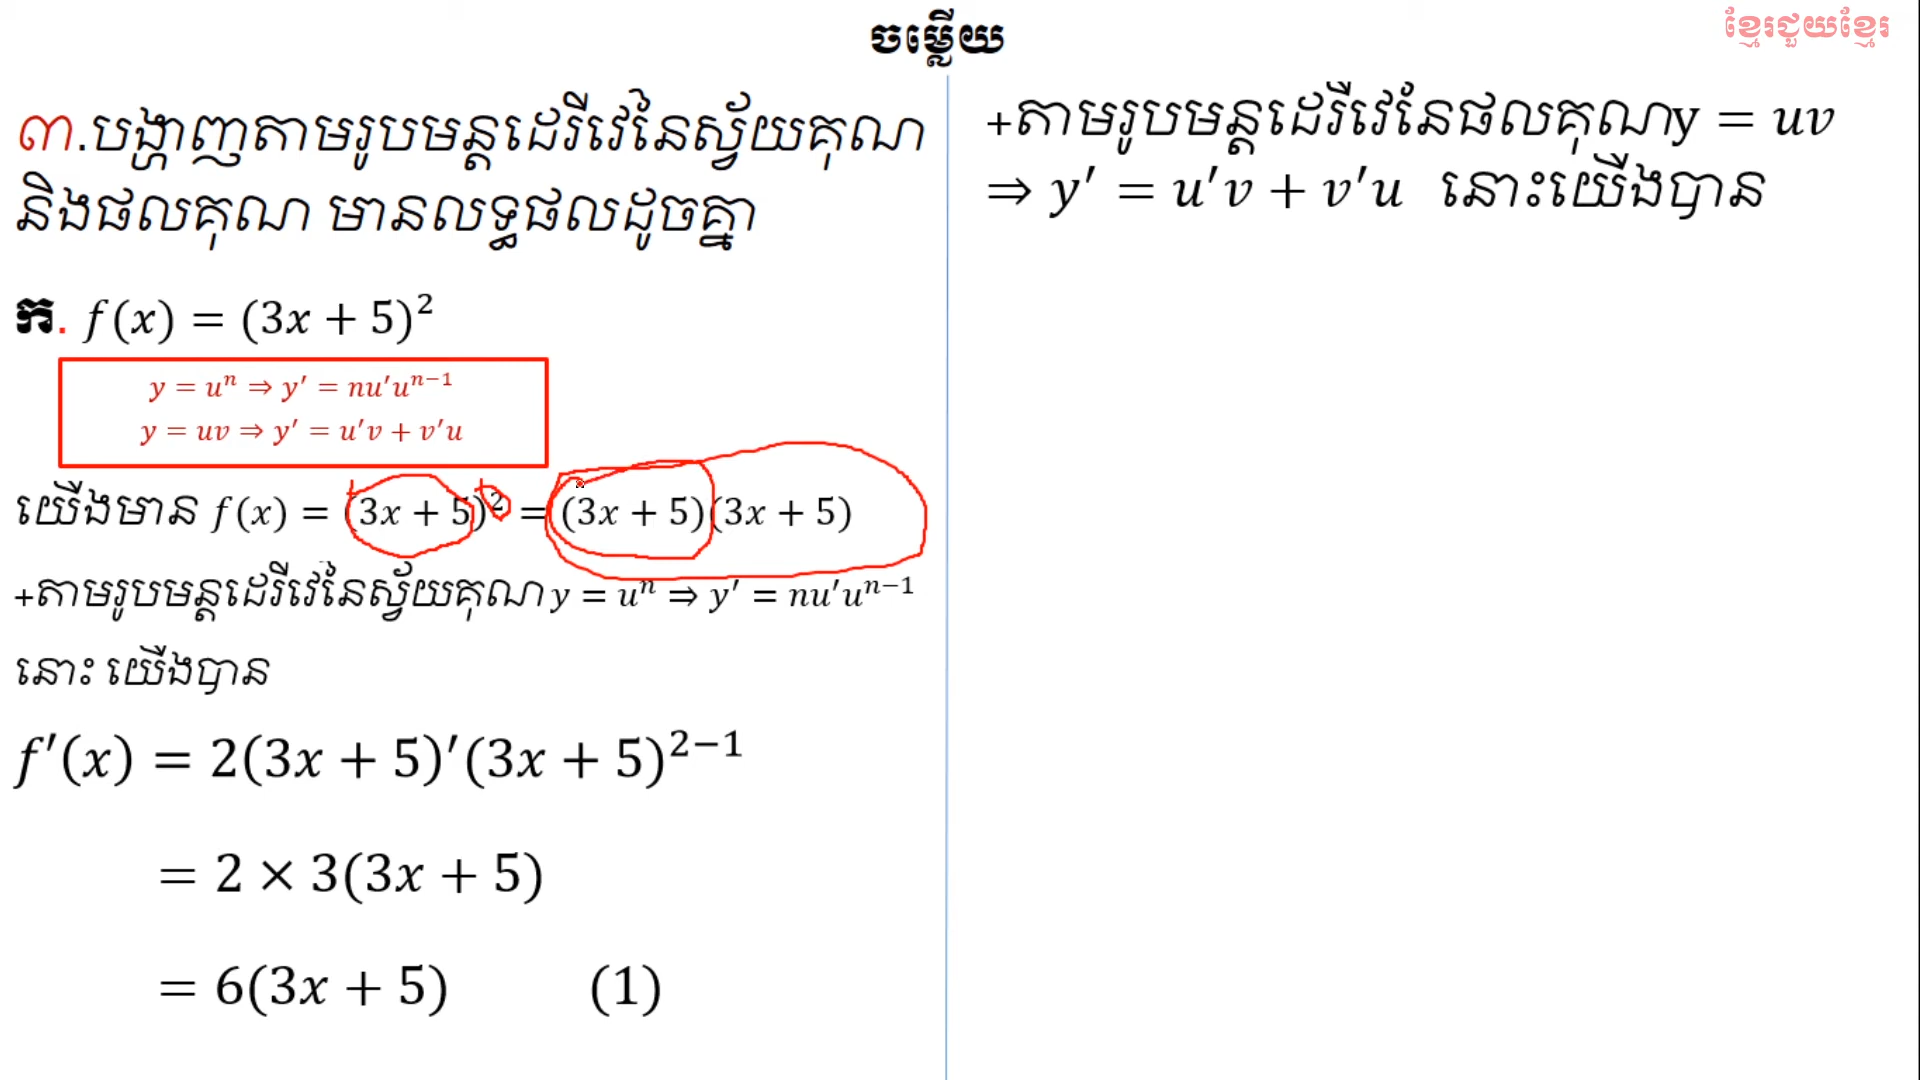 ចម្លើយ
ខ្មែរជួយខ្មែរ
៣.បង្ហាញតាមរូបមន្តដេរីវេនៃស្វ័យគុណ
និងផលគុណ មានលទ្ធផលដូចគ្នា
ក. f(x) = (3x + 5)²
y = uⁿ ⇒ y′ = nu′uⁿ⁻¹
y = uv ⇒ y′ = u′v + v′u
យើងមាន f(x) = (3x + 5)² = (3x + 5)(3x + 5)
+តាមរូបមន្តដេរីវេនៃស្វ័យគុណ y = uⁿ ⇒ y′ = nu′uⁿ⁻¹
នោះ យើងបាន
f′(x) = 2(3x + 5)′(3x + 5)²⁻¹
= 2 × 3(3x + 5)
= 6(3x + 5) (1)
+តាមរូបមន្តដេរីវេនៃផលគុណy = uv
⇒ y′ = u′v + v′u នោះយើងបាន